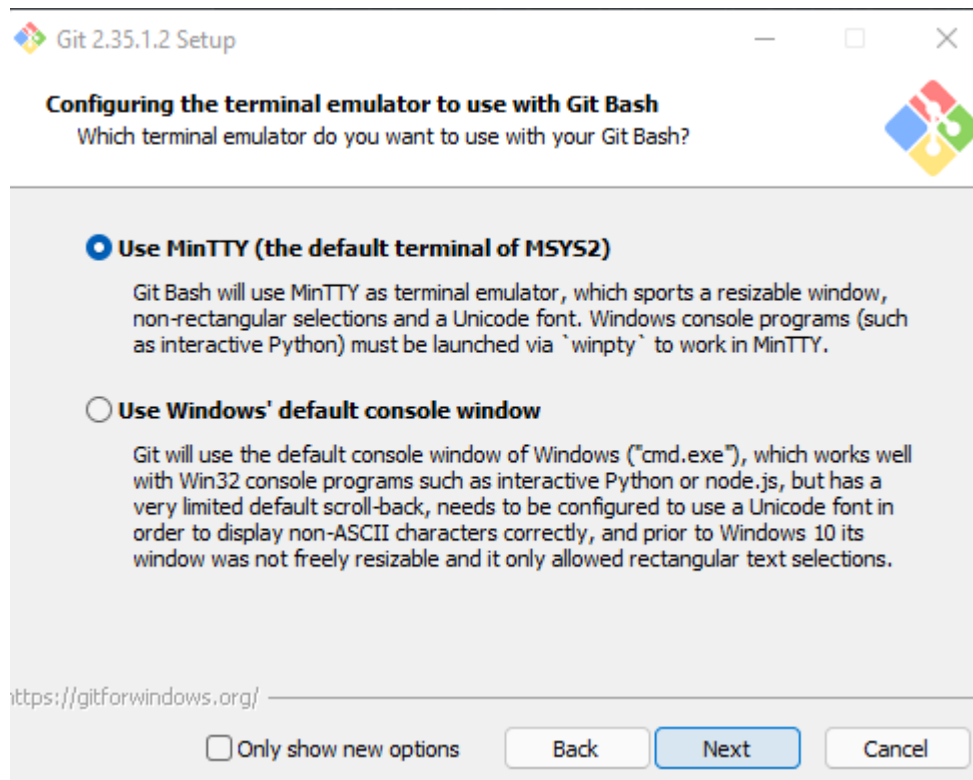 Git 2.35.1.2 Setup
Configuring the terminal emulator to use with Git Bash
Which terminal emulator do you want to use with your Git Bash?
Use MinTTY (the default terminal of MSYS2)
Git Bash will use MinTTY as terminal emulator, which sports a resizable window,
non-rectangular selections and a Unicode font. Windows console programs (such
as interactive Python) must be launched via `winpty` to work in MinTTY.
Use Windows' default console window
Git will use the default console window of Windows ("cmd.exe"), which works well
with Win32 console programs such as interactive Python or node.js, but has a
very limited default scroll-back, needs to be configured to use a Unicode font in
order to display non-ASCII characters correctly, and prior to Windows 10 its
window was not freely resizable and it only allowed rectangular text selections.
https://gitforwindows.org/
Only show new options
Back
Next
Cancel